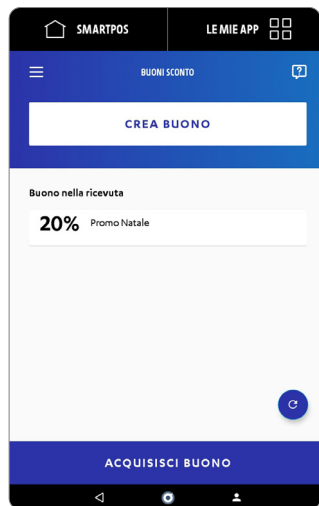 SMARTPOS
LE MIE APP
BUONI SCONTO
CREA BUONO
Buono nella ricevuta
20% Promo Natale
ACQUISISCI BUONO